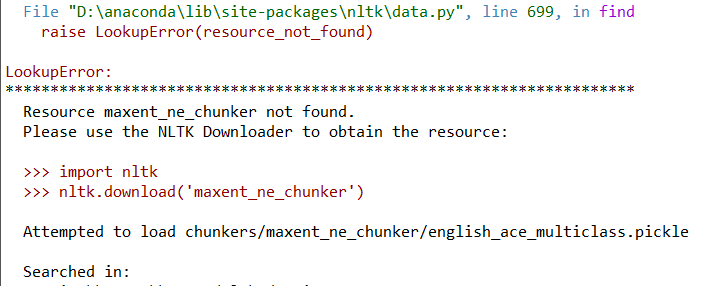 File "D:\anaconda\lib\site-packages\nltk\data.py", line 699, in find
raise LookupError(resource_not_found)
LookupError:
**********************************************************************
Resource maxent_ne_chunker not found.
Please use the NLTK Downloader to obtain the resource:
>>> import nltk
>>> nltk.download('maxent_ne_chunker')
Attempted to load chunkers/maxent_ne_chunker/english_ace_multiclass.pickle
Searched in: